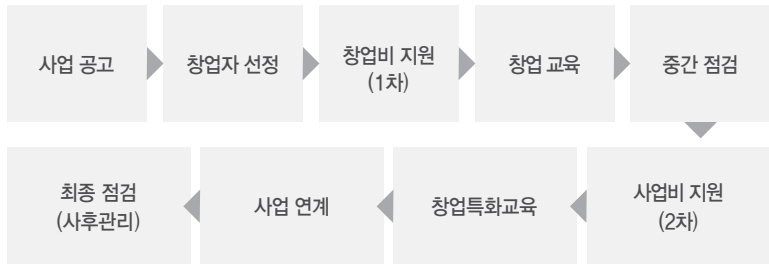 사업 공고
창업자 선정
창업비 지원
(1차)
창업 교육
중간 점검
사업비 지원
(2차)
창업특화교육
사업 연계
최종 점검
(사후관리)